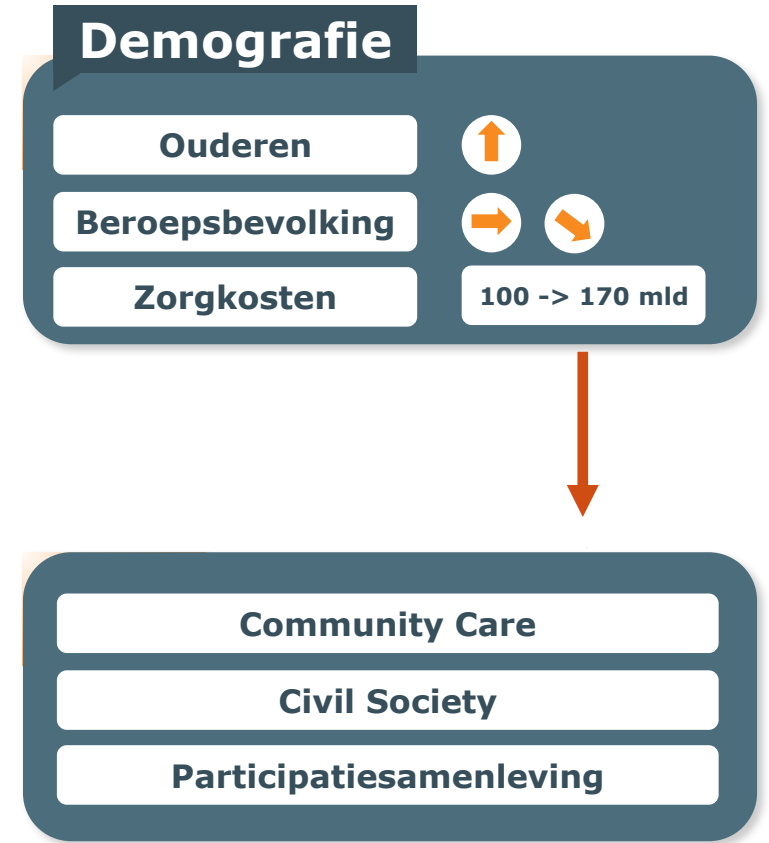 Demografie
Ouderen
Beroepsbevolking
Zorgkosten
100 -> 170 mld
Community Care
Civil Society
Participatiesamenleving